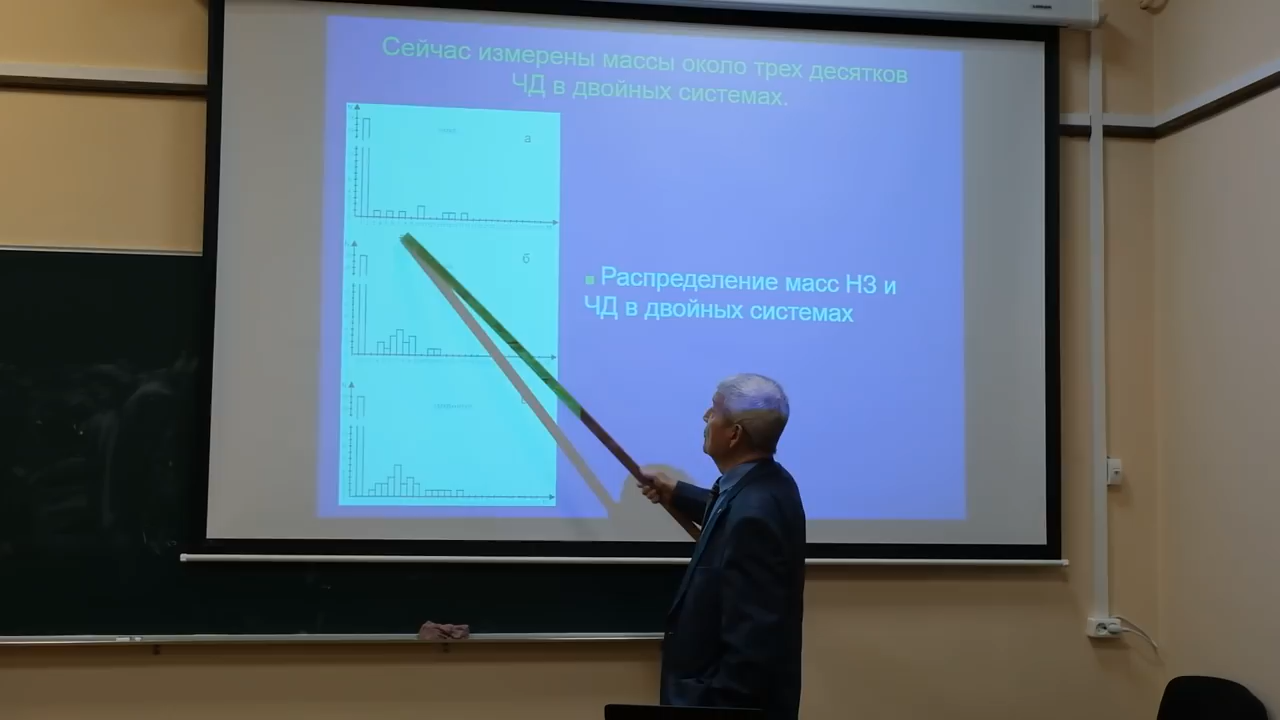 Сейчас измерены массы около трех десятков
ЧД в двойных системах.
а
б
Распределение масс НЗ и
ЧД в двойных системах